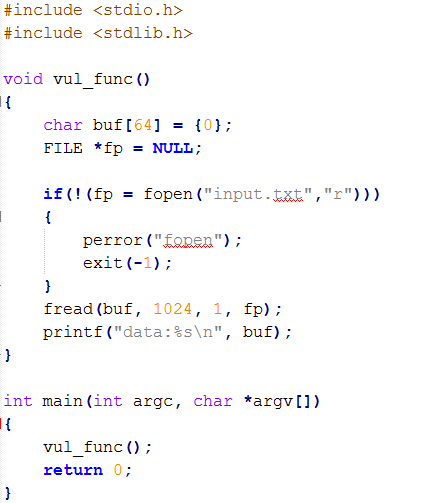 #include <stdio.h>
#include <stdlib.h>
void vul_func()
{
char buf[64] = {0};
FILE *fp = NULL;
if(!(fp = fopen("input.txt","r")))
{
perror("fopen");
exit(-1);
}
fread(buf, 1024, 1, fp);
printf("data:%s\n", buf);
}
int main(int argc, char *argv[])
{
vul_func();
return 0;
}